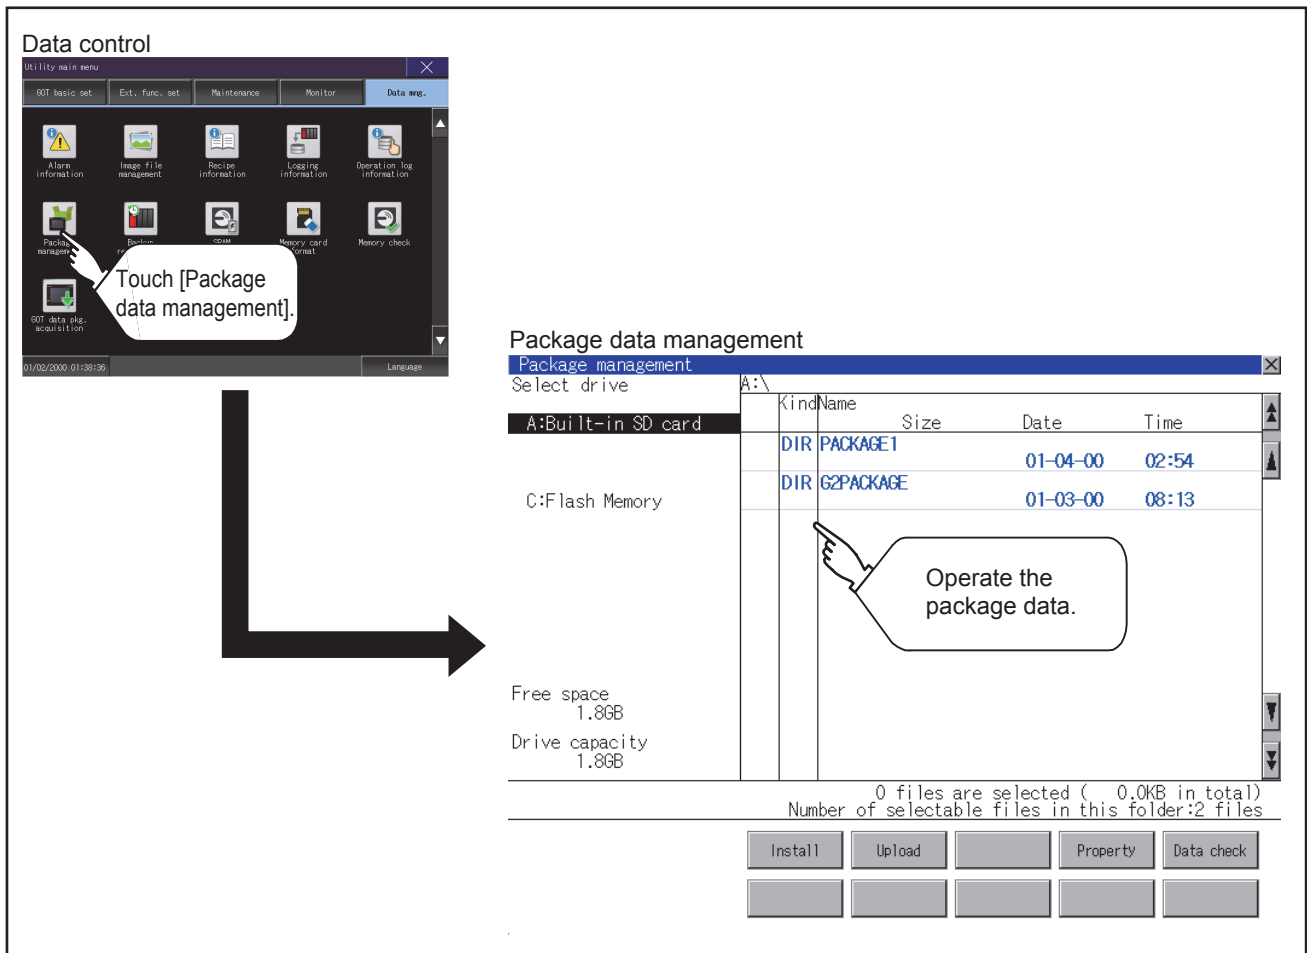 Data control
Utility main menu
GOT basic set
Ext. func. set
Maintenance
Monitor
Data mng.
Alarm
information
Image file
management
Recipe
information
Logging
information
Operation log
information
Memory card
Memory check
Touch [Package
data management].
GOT data pkg.
acquisition
01/02/2000 01:38:36
Language
Package data management
Package management
Select drive
A:\
Kind Name
Size Date Time
A:Built-in SD card
DIR PACKAGE1
01-04-00 02:54
DIR G2PACKAGE
01-03-00 08:13
C:Flash Memory
Operate the
package data.
Free space
1.8GB
Drive capacity
1.8GB
0 files are selected ( 0.0KB in total)
Number of selectable files in this folder:2 files
Install
Upload
Property
Data check